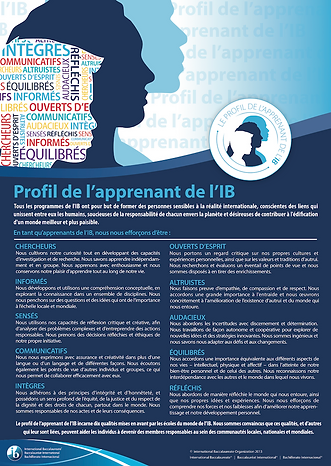 INTÈGRES
COMMUNICATIFS
ALTRUISTES
OUVERTS D'ESPRIT
ÉQUILIBRÉS
INFORMÉS
AUDACIEUX
RÉFLÉCHIS
SENSÉS
CHERCHEURS
LE PROFIL DE L'APPRENANT DE L'IB
Profil de l'apprenant de l'IB
Tous les programmes de l'IB ont pour but de former des personnes sensibles à la réalité internationale, conscientes des liens qui
unissent entre eux les humains, soucieuses de la responsabilité de chacun envers la planète et désireuses de contribuer à l'édification
d'un monde meilleur et plus paisible.
En tant qu'apprenants de l'IB, nous nous efforçons d'être :
CHERCHEURS
Nous cultivons notre curiosité tout en développant des capacités
d'investigation et de recherche. Nous savons apprendre indépendam-
ment et en groupe. Nous apprenons avec enthousiasme et nous
conservons notre plaisir d'apprendre tout au long de notre vie.
INFORMÉS
Nous développons et utilisons une compréhension conceptuelle, en
explorant la connaissance dans un ensemble de disciplines. Nous
nous penchons sur des questions et des idées qui ont de l'importance
à l'échelle locale et mondiale.
SENSÉS
Nous utilisons nos capacités de réflexion critique et créative, afin
d'analyser des problèmes complexes et d'entreprendre des actions
responsables. Nous prenons des décisions réfléchies et éthiques de
notre propre initiative.
COMMUNICATIFS
Nous nous exprimons avec assurance et créativité dans plus d'une
langue ou d'un langage et de différentes façons. Nous écoutons
également les points de vue d'autres individus et groupes, ce qui
nous permet de collaborer efficacement avec eux.
INTÈGRES
Nous adhérons à des principes d'intégrité et d'honnêteté, et
possédons un sens profond de l'équité, de la justice et du respect de
la dignité et des droits de chacun, partout dans le monde. Nous
sommes responsables de nos actes et de leurs conséquences.
OUVERTS D'ESPRIT
Nous portons un regard critique sur nos propres cultures et
expériences personnelles, ainsi que sur les valeurs et traditions d'autrui.
Nous recherchons et évaluons un éventail de points de vue et nous
sommes disposés à en tirer des enrichissements.
ALTRUISTES
Nous faisons preuve d'empathie, de compassion et de respect. Nous
accordons une grande importance à l'entraide et nous œuvrons
concrètement à l'amélioration de l'existence d'autrui et du monde qui
nous entoure.
AUDACIEUX
Nous abordons les incertitudes avec discernement et détermination.
Nous travaillons de façon autonome et coopérative pour explorer de
nouvelles idées et des stratégies innovantes. Nous sommes ingénieux et
nous savons nous adapter aux défis et aux changements.
ÉQUILIBRÉS
Nous accordons une importance équivalente aux différents aspects de
nos vies – intellectuel, physique et affectif – dans l'atteinte de notre
bien-être personnel et de celui des autres. Nous reconnaissons notre
interdépendance avec les autres et le monde dans lequel nous vivons.
RÉFLÉCHIS
Nous abordons de manière réfléchie le monde qui nous entoure, ainsi
que nos propres idées et expériences. Nous nous efforçons de
comprendre nos forces et nos faiblesses afin d'améliorer notre appren-
tissage et notre développement personnel.
Le profil de l'apprenant de l'IB incarne dix qualités mises en avant par les écoles du monde de l'IB. Nous sommes convaincus que ces qualités, et d'autres
qui leur sont liées, peuvent aider les individus à devenir des membres responsables au sein des communautés locales, nationales et mondiales.
International Baccalaureate
Baccalauréat International
Bachillerato Internacional
© International Baccalaureate Organization 2013
International Baccalaureate® | Baccalauréat International® | Bachillerato Internacional®